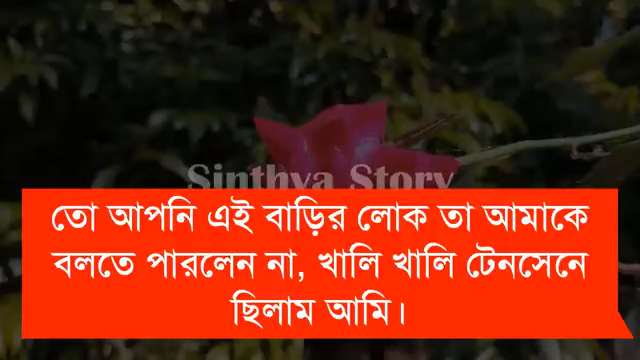 Sinthya Story
তো আপনি এই বাড়ির লোক তা আমাকে
বলতে পারলেন না, খালি খালি টেনসেনে
ছিলাম আমি।